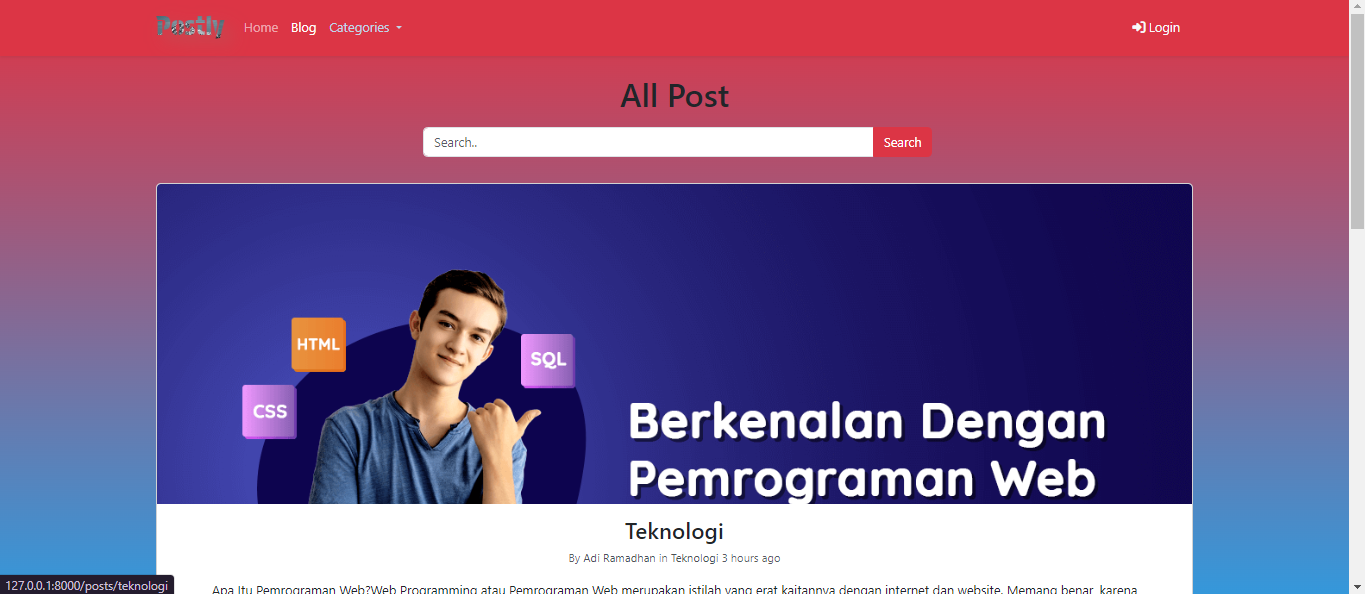 Postly Home Blog Categories Login
All Post
Search.. Search
HTML
SQL
CSS
Berkenalan Dengan
Pemrograman Web
Teknologi
By Adi Ramadhan in Teknologi 3 hours ago
Apa Itu Pemrograman Web?Web Programming atau Pemrograman Web merupakan istilah yang erat kaitannya dengan internet dan website. Memang benar, karena
127.0.0.1:8000/posts/teknologi